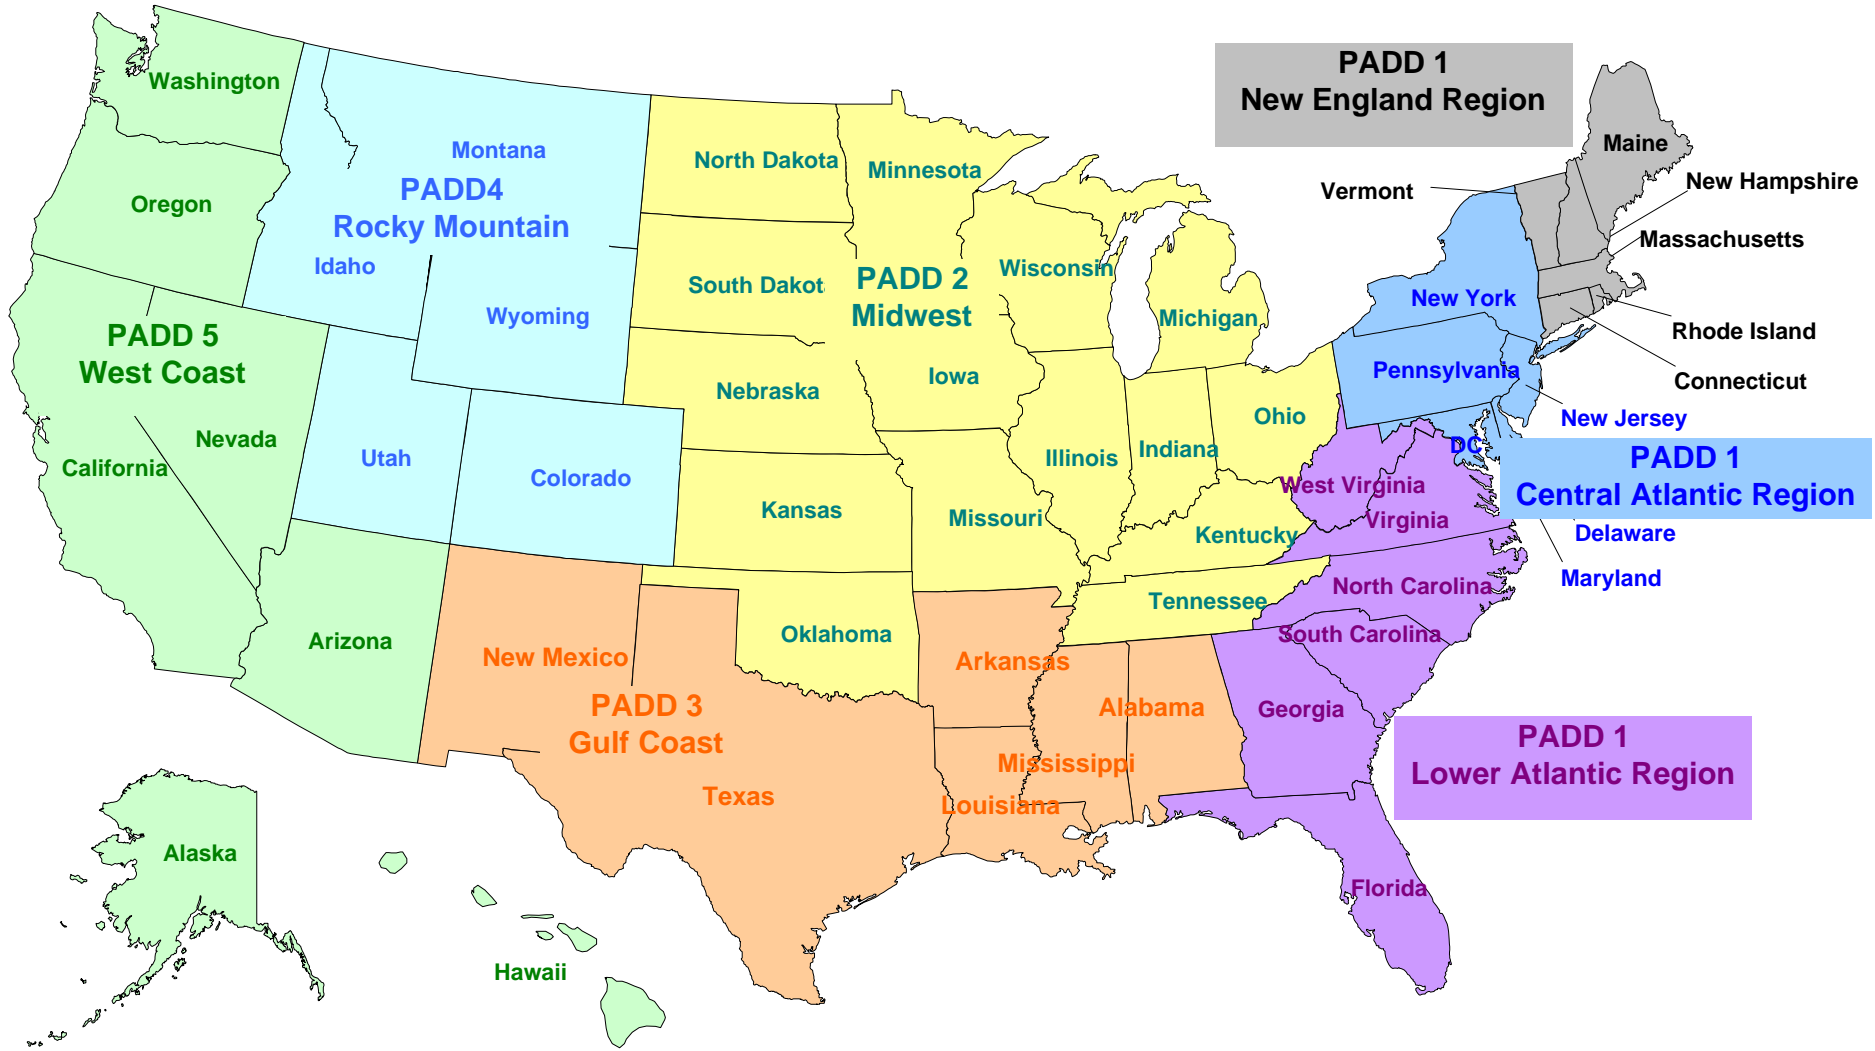 PADD 1
New England Region
Washington
Maine
Montana
North Dakota
Minnesota
New Hampshire
Vermont
PADD4
Rocky Mountain
Oregon
Massachusetts
Idaho
Wisconsin
South Dakot
PADD 2
Midwest
New York
Wyoming
Michigan
Rhode Island
PADD 5
West Coast
Pennsylvania
Connecticut
Iowa
Nebraska
Ohio
New Jersey
Nevada
DC
Indiana
Utah
Illinois
PADD 1
Central Atlantic Region
California
Colorado
West Virginia
Kansas
Missouri
Virginia
Kentucky
Delaware
Maryland
North Carolina
Tennessee
Oklahoma
South Carolina
Arizona
New Mexico
Arkansas
PADD 3
Gulf Coast
Alabama
Georgia
PADD 1
Lower Atlantic Region
Mississippi
Texas
Louisiana
Alaska
Florida
Hawaii